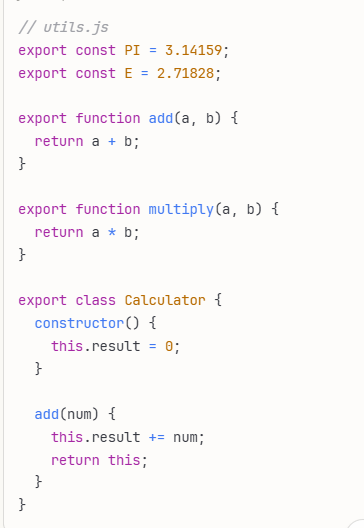 // utils.js
export const PI = 3.14159;
export const E = 2.71828;

export function add(a, b) {
  return a + b;
}

export function multiply(a, b) {
  return a * b;
}

export class Calculator {
  constructor() {
    this.result = 0;
  }

  add(num) {
    this.result += num;
    return this;
  }
}